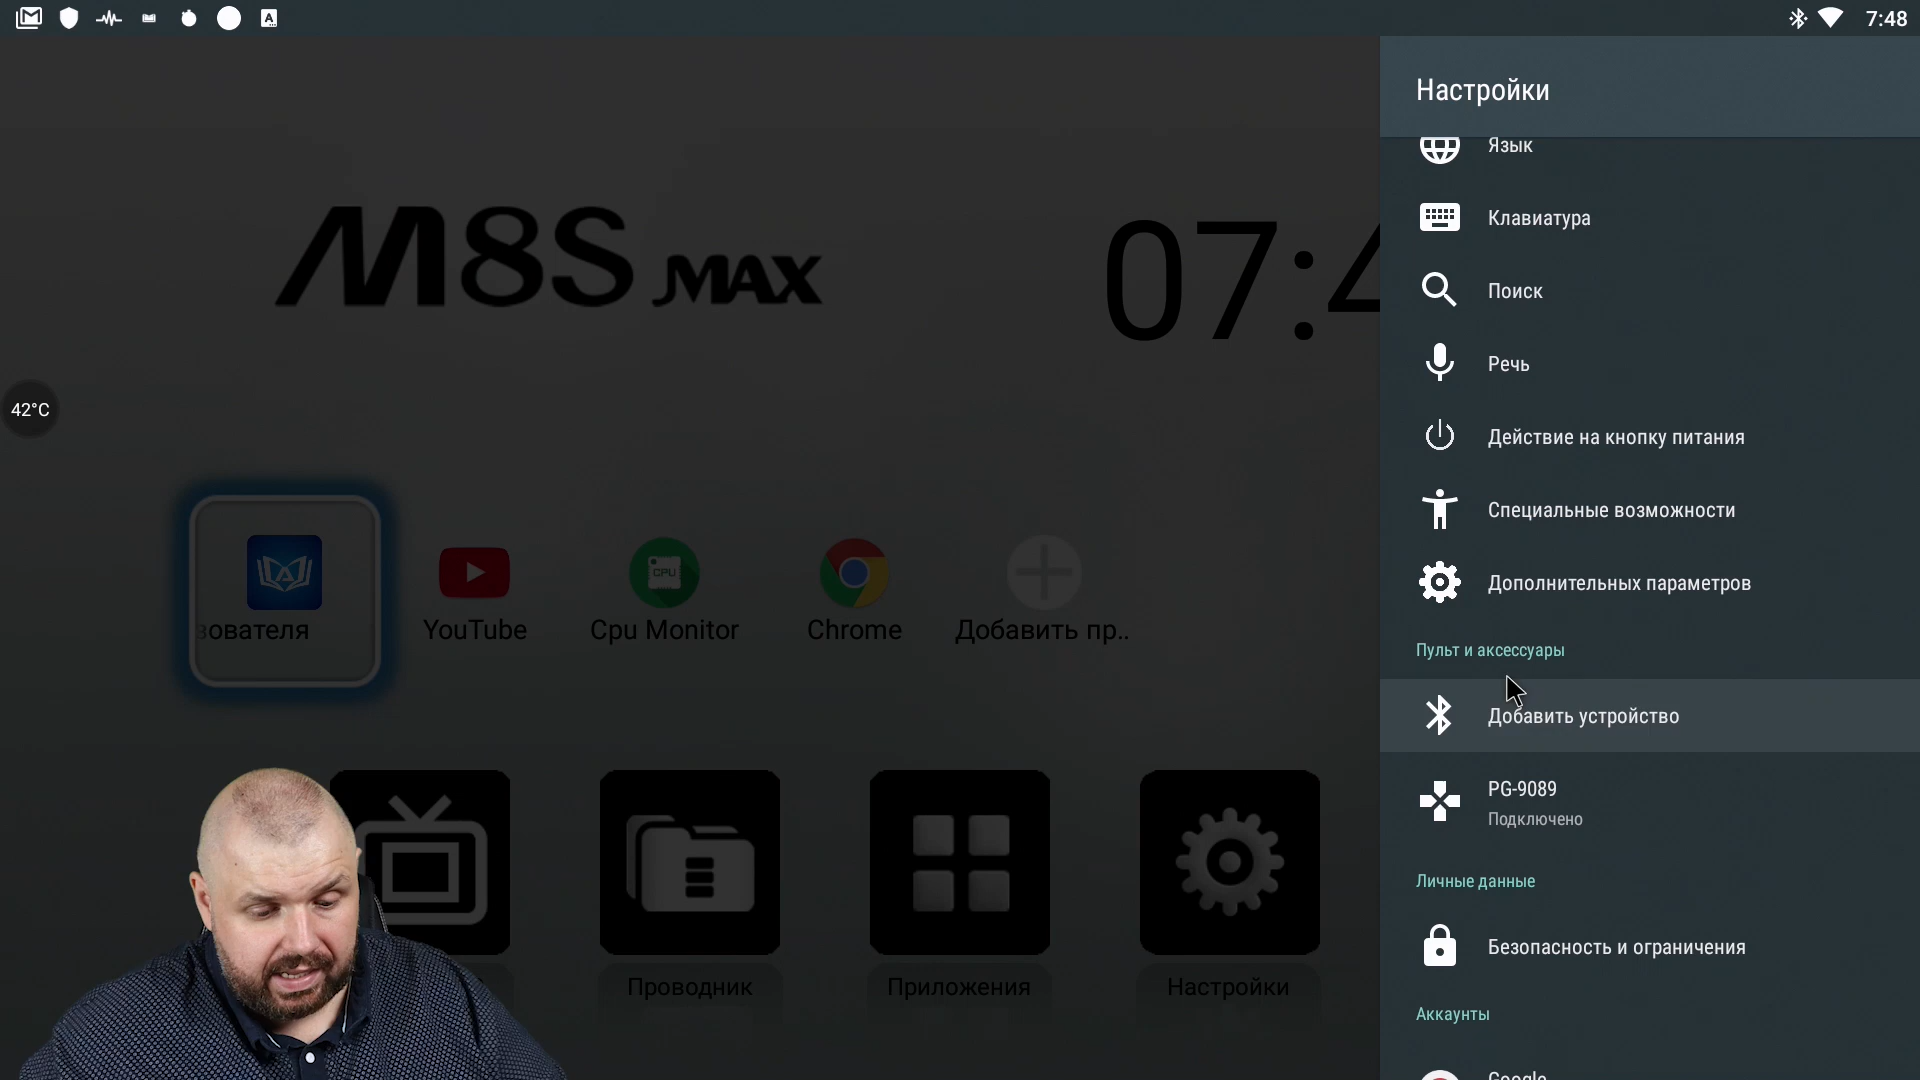 7:48
Настройки
Язык
Клавиатура
Поиск
Речь
Действие на кнопку питания
Специальные возможности
Дополнительных параметров
Пульт и аксессуары
Добавить устройство
PG-9089
Подключено
Личные данные
Безопасность и ограничения
Аккаунты
Google
M8S MAX
07:4
42°C
зователя
YouTube
CPU
Cpu Monitor
Chrome
Добавить пр..
Проводник
Приложения
Настройки